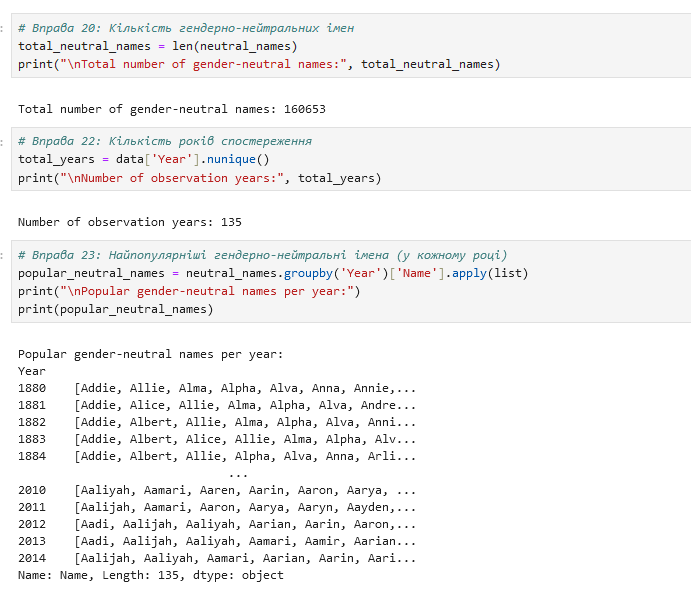 # Вправа 20: Кількість гендерно-нейтральних імен
total_neutral_names = len(neutral_names)
print("\nTotal number of gender-neutral names:", total_neutral_names)
Total number of gender-neutral names: 160653
# Вправа 22: Кількість років спостереження
total_years = data['Year'].nunique()
print("\nNumber of observation years:", total_years)
Number of observation years: 135
# Вправа 23: Найпопулярніші гендерно-нейтральні імена (у кожному році)
popular_neutral_names = neutral_names.groupby('Year')['Name'].apply(list)
print("\nPopular gender-neutral names per year:")
print(popular_neutral_names)
Popular gender-neutral names per year:
Year
1880    [Addie, Allie, Alma, Alpha, Alva, Anna, Annie,...
1881    [Addie, Alice, Allie, Alma, Alpha, Alva, Andre...
1882    [Addie, Albert, Allie, Alma, Alpha, Alva, Anni...
1883    [Addie, Albert, Alice, Allie, Alma, Alpha, Alv...
1884    [Addie, Albert, Allie, Alpha, Alva, Anna, Arli...
...
2010    [Aaliyah, Aamari, Aaren, Aarin, Aaron, Aarya, ...
2011    [Aalijah, Aamari, Aaron, Aarya, Aaryn, Aayden,...
2012    [Aadi, Aalijah, Aaliyah, Aarian, Aarin, Aaron,...
2013    [Aadi, Aalijah, Aaliyah, Aamari, Aamir, Aarian...
2014    [Aalijah, Aaliyah, Aamari, Aarian, Aarin, Aari...
Name: Name, Length: 135, dtype: object